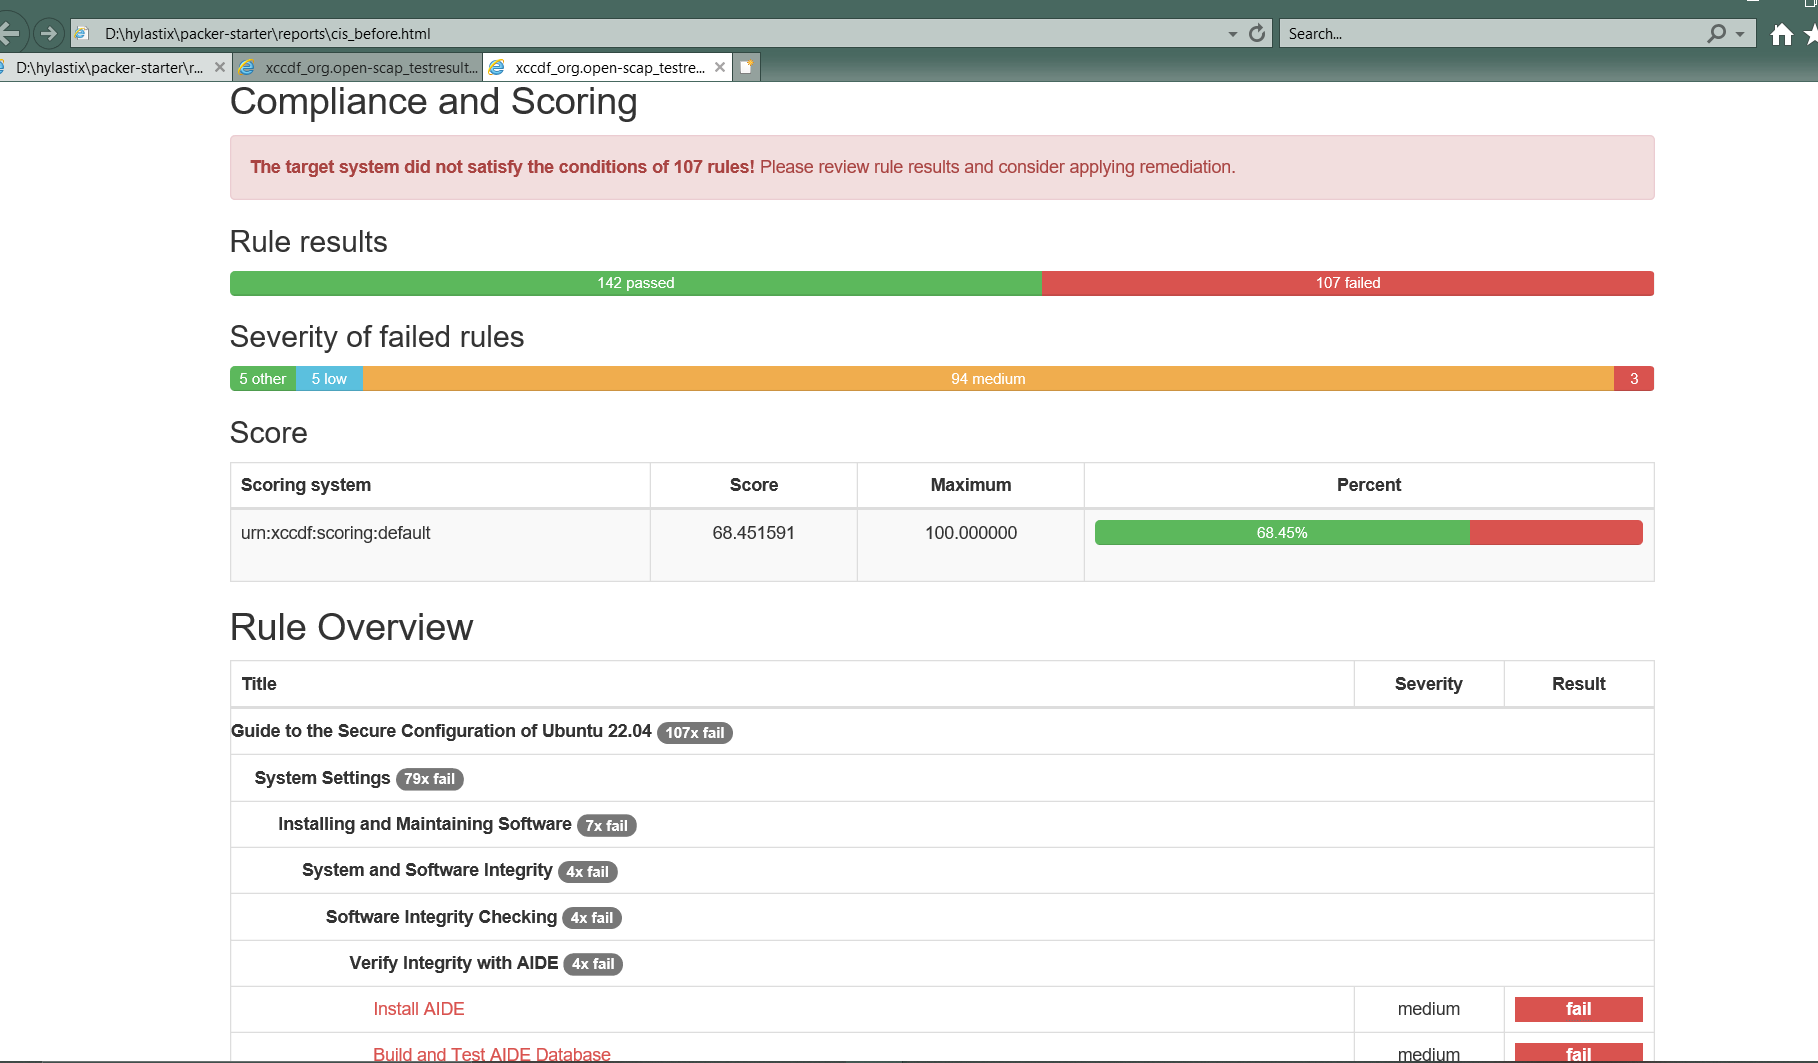 D:\hylastix\packer-starter\reports\cis_before.html
Search...
D:\hylastix\packer-starter\r...
xccdf_org.open-scap_testresult...
xccdf_org.open-scap_testre...
Compliance and Scoring
The target system did not satisfy the conditions of 107 rules! Please review rule results and consider applying remediation.
Rule results
142 passed 107 failed
Severity of failed rules
5 other 5 low 94 medium 3
Score
Scoring system Score Maximum Percent
urn:xccdf:scoring:default 68.451591 100.000000 68.45%
Rule Overview
Title Severity Result
Guide to the Secure Configuration of Ubuntu 22.04 107x fail
System Settings 79x fail
Installing and Maintaining Software 7x fail
System and Software Integrity 4x fail
Software Integrity Checking 4x fail
Verify Integrity with AIDE 4x fail
Install AIDE medium fail
Build and Test AIDE Database medium fail